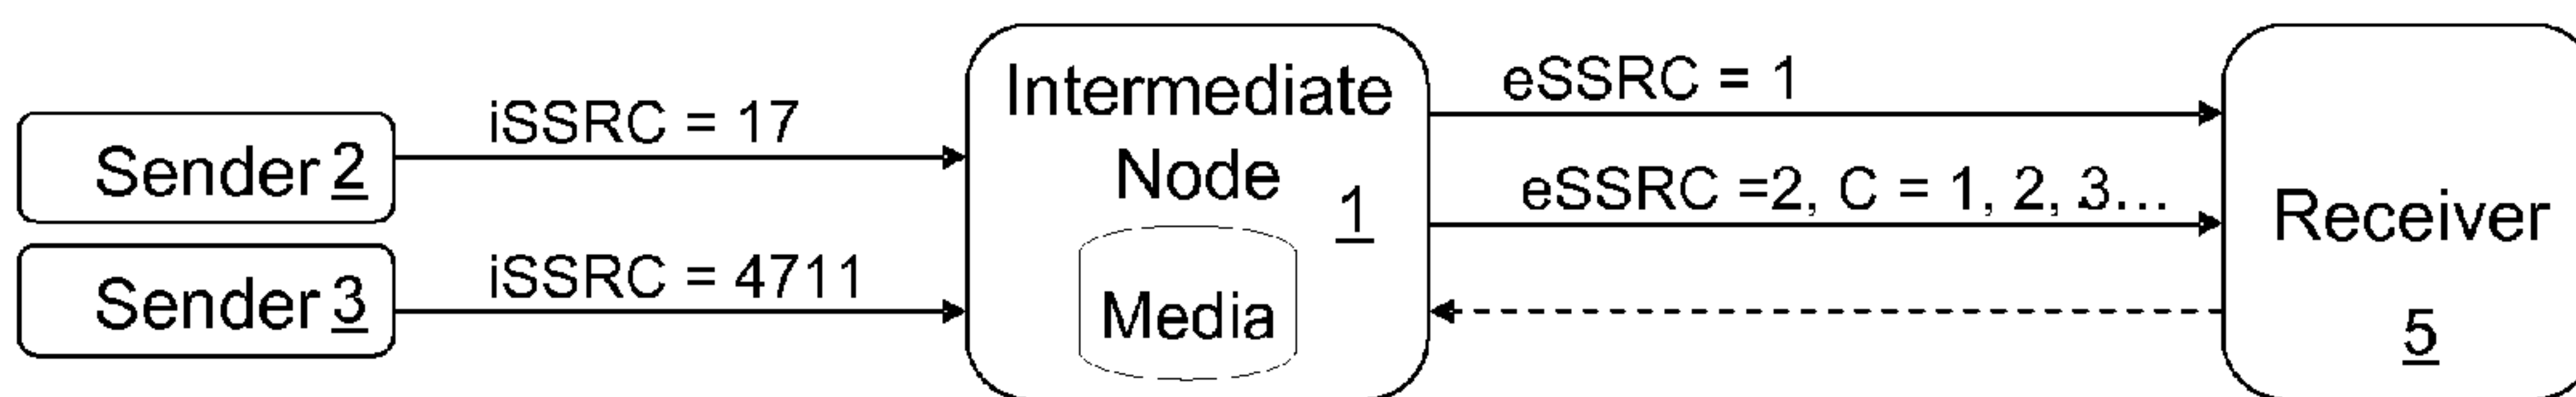 Sender 2
iSSRC = 17
Sender 3
iSSRC = 4711
Intermediate
Node
1
Media
eSSRC = 1
eSSRC =2, C = 1, 2, 3...
Receiver
5